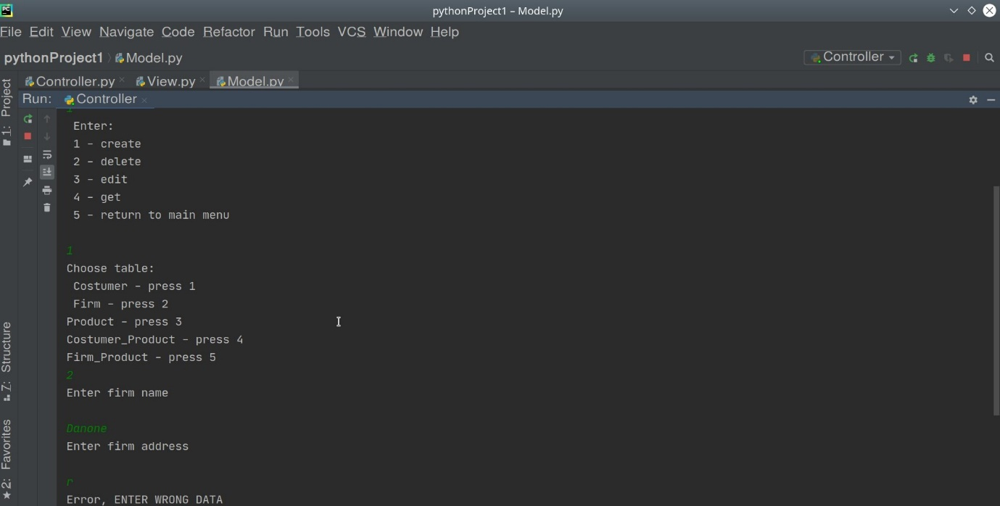 PC
pythonProject1 – Model.py
File Edit View Navigate Code Refactor Run Tools VCS Window Help
pythonProject1 Model.py
Controller
Controller.py View.py Model.py
Run: Controller
1: Project
Z: Structure
2: Favorites
1
Enter:
1 - create
2 - delete
3 - edit
4 - get
5 - return to main menu
1
Choose table:
Costumer - press 1
Firm - press 2
Product - press 3
Costumer_Product - press 4
Firm_Product - press 5
2
Enter firm name
Danone
Enter firm address
r
Error, ENTER WRONG DATA